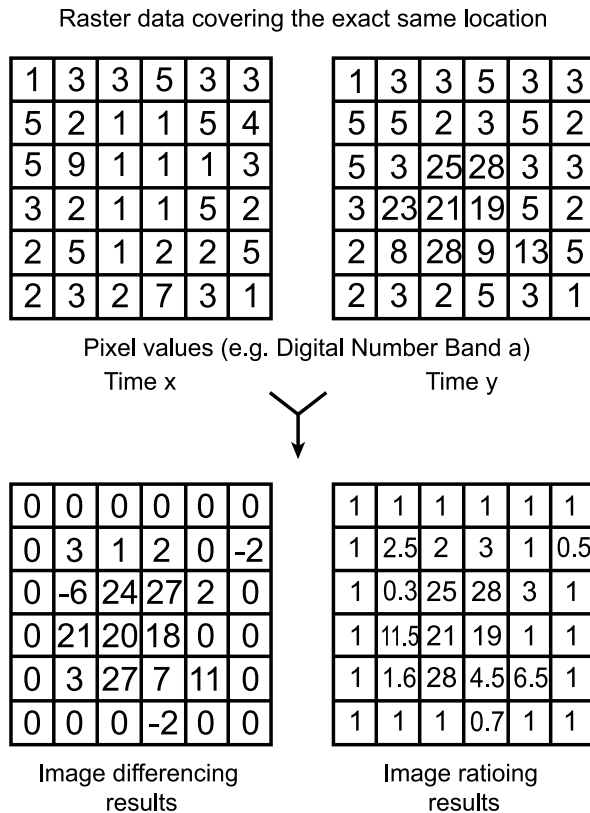 Raster data covering the exact same location
1 3 3 5 3 3
5 2 1 1 5 4
5 9 1 1 1 3
3 2 1 1 5 2
2 5 1 2 2 5
2 3 2 7 3 1
1 3 3 5 3 3
5 5 2 3 5 2
5 3 25 28 3 3
3 23 21 19 5 2
2 8 28 9 13 5
2 3 2 5 3 1
Pixel values (e.g. Digital Number Band a)
Time x
Time y
0 0 0 0 0 0
0 3 1 2 0 -2
0 -6 24 27 2 0
0 21 20 18 0 0
0 3 27 7 11 0
0 0 0 -2 0 0
1 1 1 1 1 1
1 2.5 2 3 1 0.5
1 0.3 25 28 3 1
1 11.5 21 19 1 1
1 1.6 28 4.5 6.5 1
1 1 1 0.7 1 1
Image differencing
results
Image ratioing
results